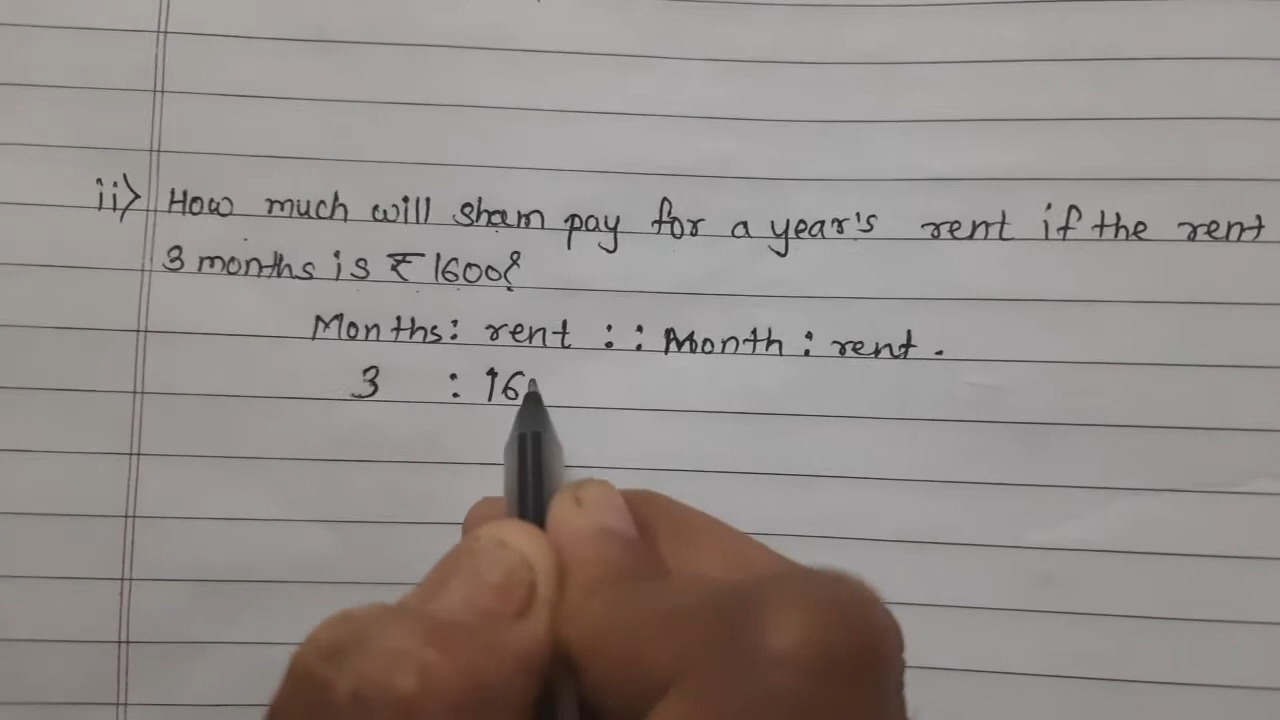 ii) How much will sham pay for a year's rent if the rent
3 months is ₹1600?
Months: rent :: Month : rent.
3 : 16